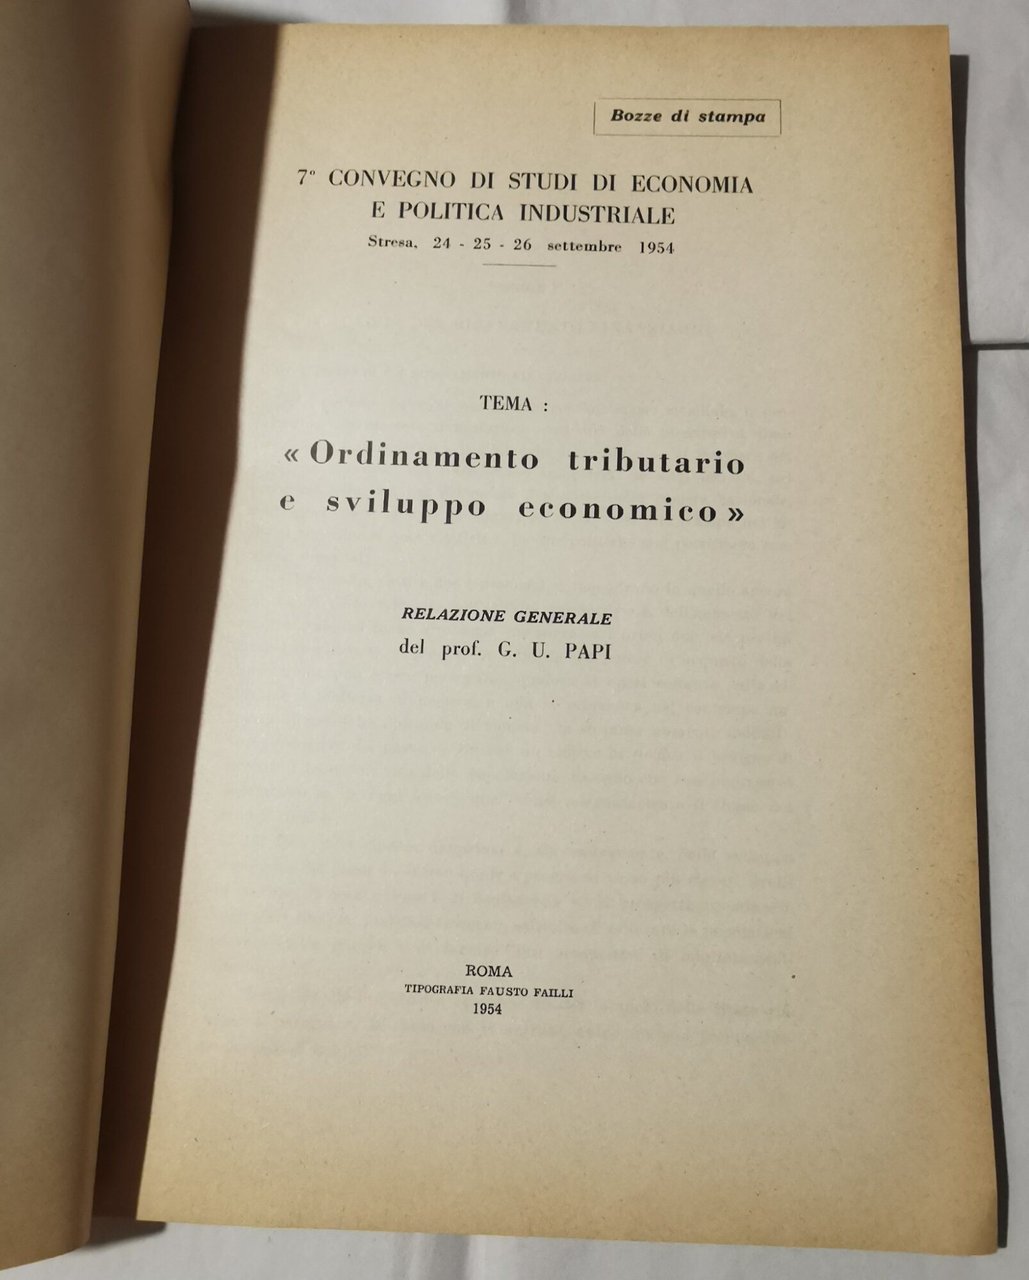 Bozze di stampa
7° CONVEGNO DI STUDI DI ECONOMIA
E POLITICA INDUSTRIALE
Stresa, 24 - 25 - 26 settembre 1954
TEMA :
« Ordinamento tributario
e sviluppo economico »
RELAZIONE GENERALE
del prof. G. U. PAPI
ROMA
TIPOGRAFIA FAUSTO FAILLI
1954